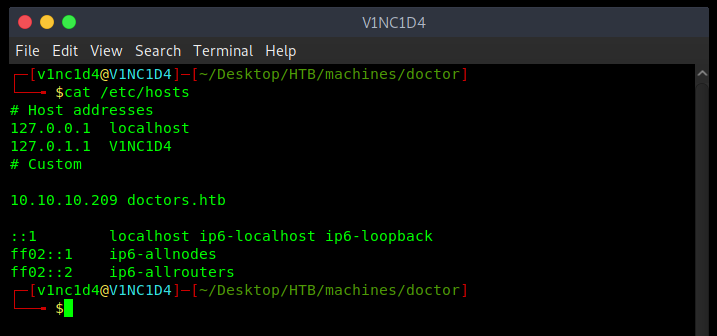 V1NC1D4
File Edit View Search Terminal Help
┌─[v1nc1d4@V1NC1D4]─[~/Desktop/HTB/machines/doctor]
└──╼ $cat /etc/hosts
# Host addresses
127.0.0.1  localhost
127.0.1.1  V1NC1D4
# Custom
10.10.10.209 doctors.htb
::1        localhost ip6-localhost ip6-loopback
ff02::1    ip6-allnodes
ff02::2    ip6-allrouters
┌─[v1nc1d4@V1NC1D4]─[~/Desktop/HTB/machines/doctor]
└──╼ $